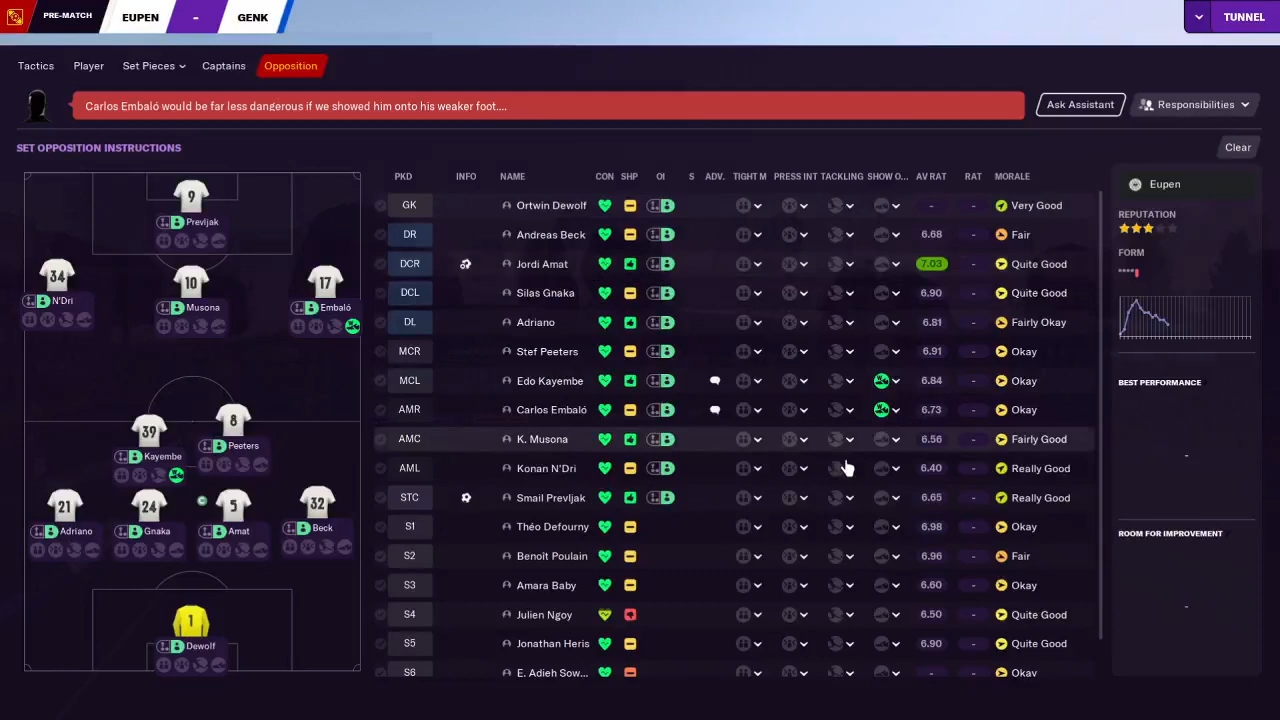 PRE-MATCH EUPEN - GENK TUNNEL
Tactics Player Set Pieces Captains Opposition
Carlos Embaló would be far less dangerous if we showed him onto his weaker foot.... Ask Assistant Responsibilities
SET OPPOSITION INSTRUCTIONS Clear
9
Prevljak
34
N'Dri
10
Musona
17
Embaló
39
Kayembe
8
Peeters
21
Adriano
24
Gnaka
5
Amat
32
Beck
1
Dewolf
PKD INFO NAME CON SHP OI S ADV. TIGHT M PRESS INT TACKLING SHOW O... AV RAT RAT MORALE
GK Ortwin Dewolf - - Very Good
DR Andreas Beck 6.68 - Fair
DCR Jordi Amat 7.03 - Quite Good
DCL Silas Gnaka 6.90 - Quite Good
DL Adriano 6.81 - Fairly Okay
MCR Stef Peeters 6.91 - Okay
MCL Edo Kayembe 6.84 - Okay
AMR Carlos Embaló 6.73 - Okay
AMC K. Musona 6.56 - Fairly Good
AML Konan N'Dri 6.40 - Really Good
STC Smail Prevljak 6.65 - Really Good
S1 Théo Defourny 6.98 - Okay
S2 Benoît Poulain 6.96 - Fair
S3 Amara Baby 6.60 - Okay
S4 Julien Ngoy 6.50 - Quite Good
S5 Jonathan Heris 6.90 - Quite Good
S6 E. Adieh Sow... - - Okay
Eupen
REPUTATION
FORM
BEST PERFORMANCE
-
ROOM FOR IMPROVEMENT
-